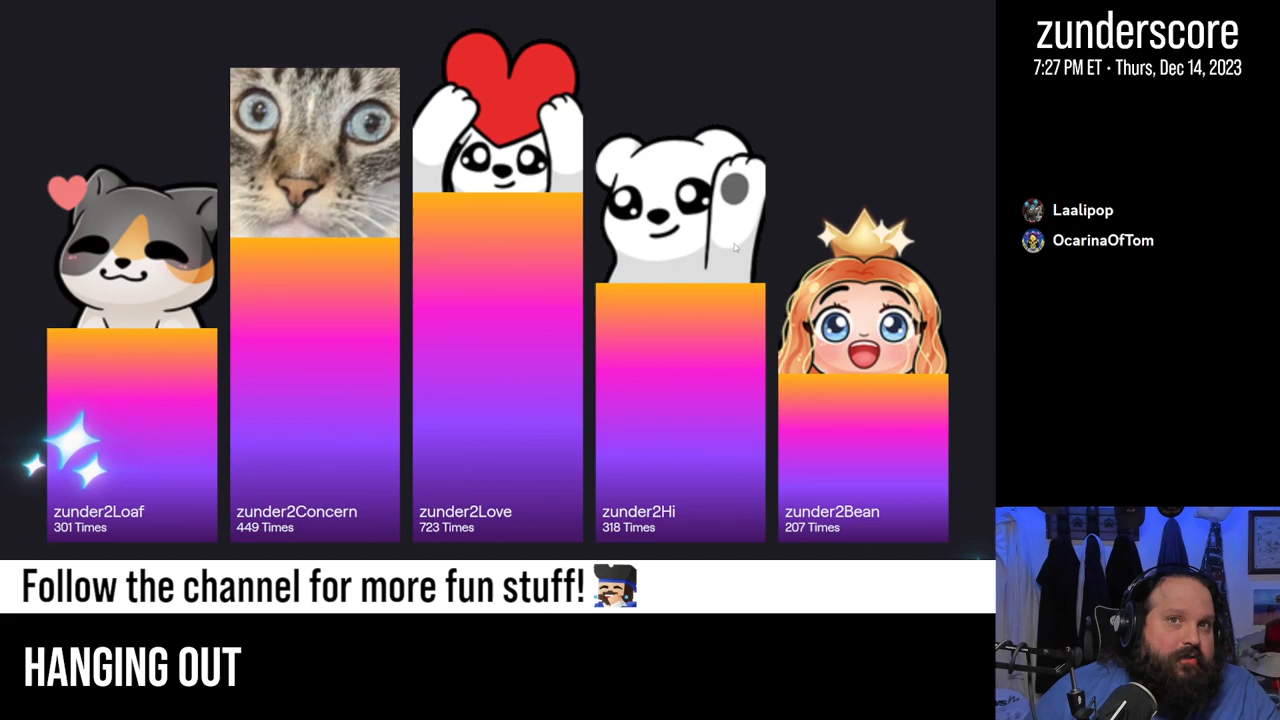 zunderscore
7:27 PM ET • Thurs, Dec 14, 2023
Laalipop
OcarinaOfTom
zunder2Loaf
301 Times
zunder2Concern
449 Times
zunder2Love
723 Times
zunder2Hi
318 Times
zunder2Bean
207 Times
Follow the channel for more fun stuff!
HANGING OUT